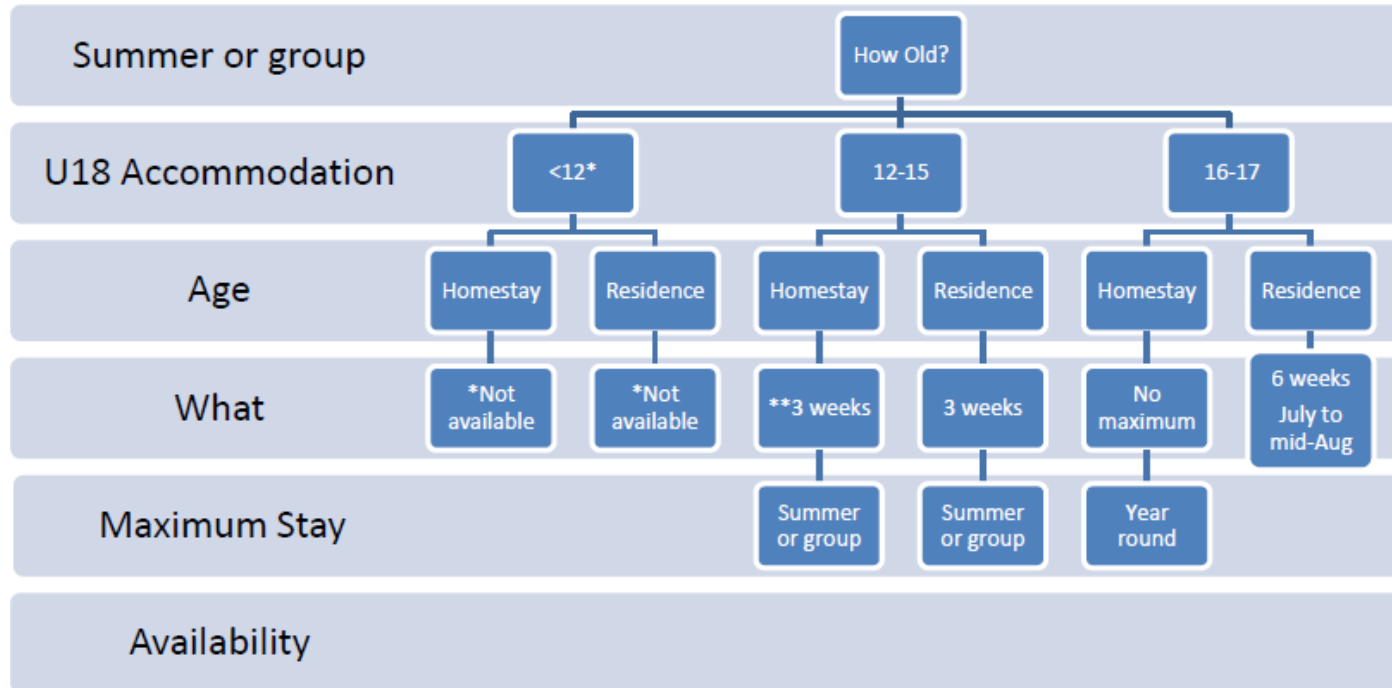 Summer or group
How Old?
U18 Accommodation
<12*
12-15
16-17
Age
Homestay
Residence
Homestay
Residence
Homestay
Residence
What
*Not
available
*Not
available
**3 weeks
3 weeks
No
maximum
6 weeks
July to
mid-Aug
Maximum Stay
Summer
or group
Summer
or group
Year
round
Availability